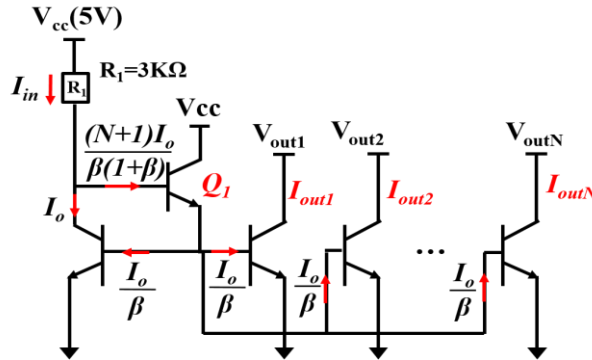 Vcc(5V)
Iin
R1
R1=3KΩ
Vcc
(N+1)Io
β(1+β)
Q1
Vout1
Vout2
VoutN
Iout1
Iout2
IoutN
Io
...
Io
β
Io
β
Io
β
Io
β